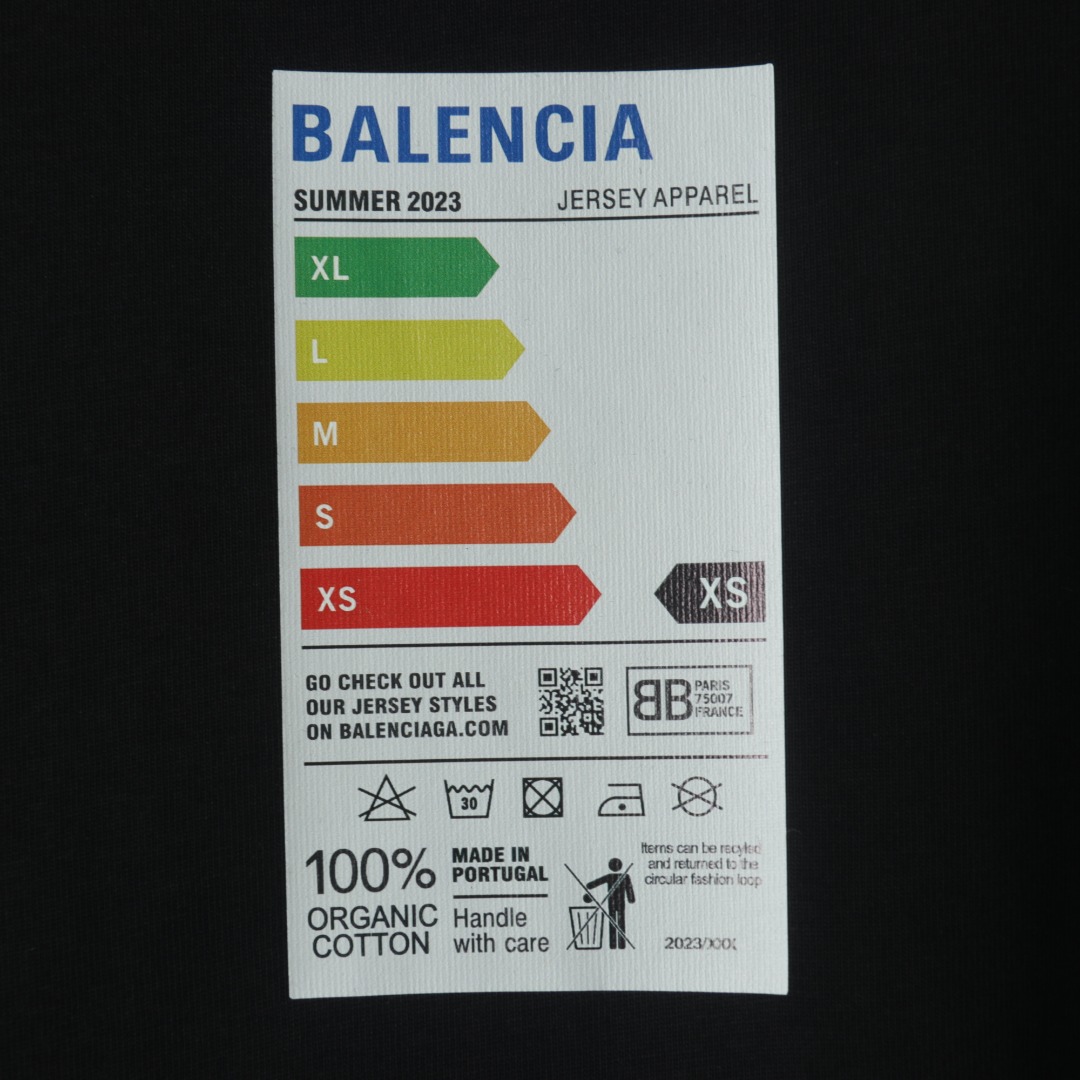 BALENCIA
SUMMER 2023 JERSEY APPAREL
XL
L
M
S
XS XS
GO CHECK OUT ALL
OUR JERSEY STYLES
ON BALENCIAGA.COM
BB PARIS
75007
FRANCE
30
100%
ORGANIC
COTTON
MADE IN
PORTUGAL
Handle
with care
Items can be
and returned to the
circular fashion loop